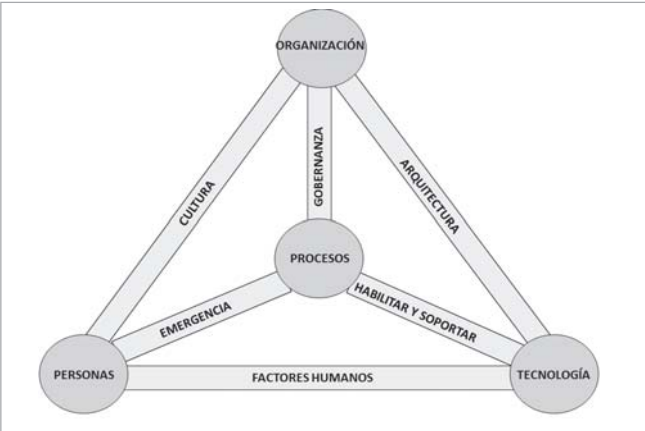 ORGANIZACIÓN
GOBERNANZA
CULTURA
ARQUITECTURA
PROCESOS
EMERGENCIA
HABILITAR Y SOPORTAR
PERSONAS
FACTORES HUMANOS
TECNOLOGÍA